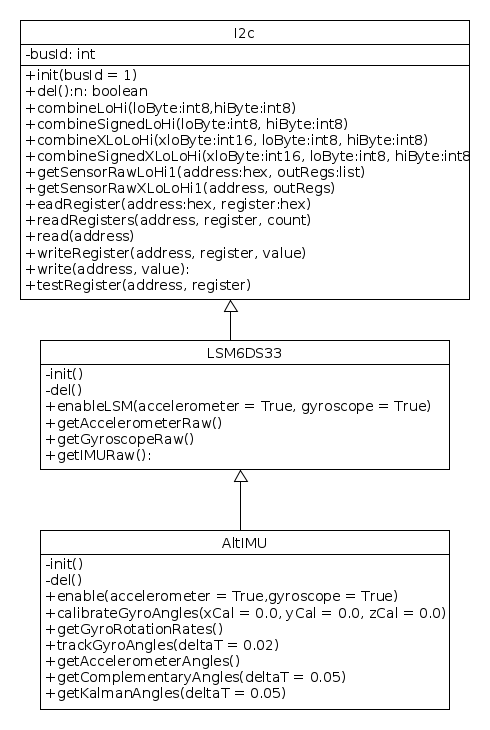 I2c
-busId: int
+init(busId = 1)
+del():n: boolean
+combineLoHi(loByte:int8,hiByte:int8)
+combineSignedLoHi(loByte:int8, hiByte:int8)
+combineXLoLoHi(xloByte:int16, loByte:int8, hiByte:int8)
+combineSignedXLoLoHi(xloByte:int16, loByte:int8, hiByte:int8
+getSensorRawLoHi1(address:hex, outRegs:list)
+getSensorRawXLoLoHi1(address, outRegs)
+eadRegister(address:hex, register:hex)
+readRegisters(address, register, count)
+read(address)
+writeRegister(address, register, value)
+write(address, value):
+testRegister(address, register)
LSM6DS33
-init()
-del()
+enableLSM(accelerometer = True, gyroscope = True)
+getAccelerometerRaw()
+getGyroscopeRaw()
+getIMURaw():
AltIMU
-init()
-del()
+enable(accelerometer = True,gyroscope = True)
+calibrateGyroAngles(xCal = 0.0, yCal = 0.0, zCal = 0.0)
+getGyroRotationRates()
+trackGyroAngles(deltaT = 0.02)
+getAccelerometerAngles()
+getComplementaryAngles(deltaT = 0.05)
+getKalmanAngles(deltaT = 0.05)